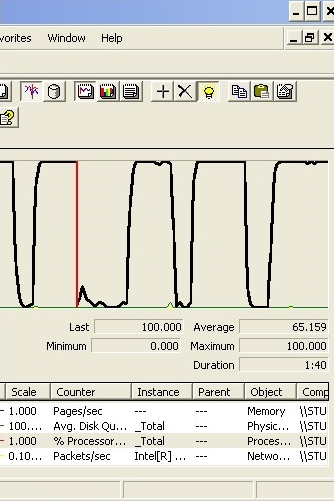 vorites Window Help
Last 100.000 Average 65.159
Minimum 0.000 Maximum 100.000
Duration 1:40
Scale Counter Instance Parent Object Comp
1.000 Pages/sec --- --- Memory \\STU
100.... Avg. Disk Qu... _Total --- Physic... \\STU
1.000 % Processor... _Total --- Proces... \\STU
0.10... Packets/sec Intel[R] ... --- Netwo... \\STU